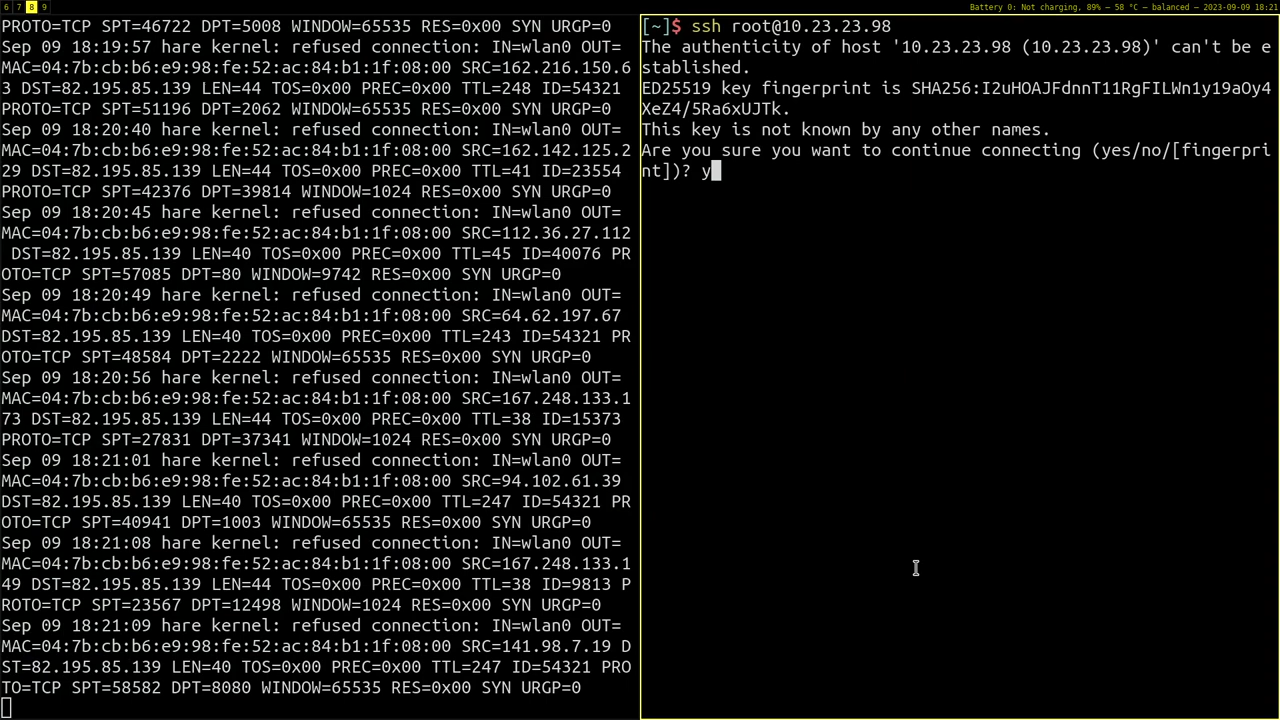 6 7 8 9
Battery 0: Not charging, 89% — 58 °C — balanced — 2023-09-09 18:21
PROTO=TCP SPT=46722 DPT=5008 WINDOW=65535 RES=0x00 SYN URGP=0
Sep 09 18:19:57 hare kernel: refused connection: IN=wlan0 OUT=
MAC=04:7b:cb:b6:e9:98:fe:52:ac:84:b1:1f:08:00 SRC=162.216.150.6
3 DST=82.195.85.139 LEN=44 TOS=0x00 PREC=0x00 TTL=248 ID=54321
PROTO=TCP SPT=51196 DPT=2062 WINDOW=65535 RES=0x00 SYN URGP=0
Sep 09 18:20:40 hare kernel: refused connection: IN=wlan0 OUT=
MAC=04:7b:cb:b6:e9:98:fe:52:ac:84:b1:1f:08:00 SRC=162.142.125.2
29 DST=82.195.85.139 LEN=44 TOS=0x00 PREC=0x00 TTL=41 ID=23554
PROTO=TCP SPT=42376 DPT=39814 WINDOW=1024 RES=0x00 SYN URGP=0
Sep 09 18:20:45 hare kernel: refused connection: IN=wlan0 OUT=
MAC=04:7b:cb:b6:e9:98:fe:52:ac:84:b1:1f:08:00 SRC=112.36.27.112
DST=82.195.85.139 LEN=40 TOS=0x00 PREC=0x00 TTL=45 ID=40076 PR
OTO=TCP SPT=57085 DPT=80 WINDOW=9742 RES=0x00 SYN URGP=0
Sep 09 18:20:49 hare kernel: refused connection: IN=wlan0 OUT=
MAC=04:7b:cb:b6:e9:98:fe:52:ac:84:b1:1f:08:00 SRC=64.62.197.67
DST=82.195.85.139 LEN=40 TOS=0x00 PREC=0x00 TTL=243 ID=54321 PR
OTO=TCP SPT=48584 DPT=2222 WINDOW=65535 RES=0x00 SYN URGP=0
Sep 09 18:20:56 hare kernel: refused connection: IN=wlan0 OUT=
MAC=04:7b:cb:b6:e9:98:fe:52:ac:84:b1:1f:08:00 SRC=167.248.133.1
73 DST=82.195.85.139 LEN=44 TOS=0x00 PREC=0x00 TTL=38 ID=15373
PROTO=TCP SPT=27831 DPT=37341 WINDOW=1024 RES=0x00 SYN URGP=0
Sep 09 18:21:01 hare kernel: refused connection: IN=wlan0 OUT=
MAC=04:7b:cb:b6:e9:98:fe:52:ac:84:b1:1f:08:00 SRC=94.102.61.39
DST=82.195.85.139 LEN=40 TOS=0x00 PREC=0x00 TTL=247 ID=54321 PR
OTO=TCP SPT=40941 DPT=1003 WINDOW=65535 RES=0x00 SYN URGP=0
Sep 09 18:21:08 hare kernel: refused connection: IN=wlan0 OUT=
MAC=04:7b:cb:b6:e9:98:fe:52:ac:84:b1:1f:08:00 SRC=167.248.133.1
49 DST=82.195.85.139 LEN=44 TOS=0x00 PREC=0x00 TTL=38 ID=9813 P
ROTO=TCP SPT=23567 DPT=12498 WINDOW=1024 RES=0x00 SYN URGP=0
Sep 09 18:21:09 hare kernel: refused connection: IN=wlan0 OUT=
MAC=04:7b:cb:b6:e9:98:fe:52:ac:84:b1:1f:08:00 SRC=141.98.7.19 D
ST=82.195.85.139 LEN=40 TOS=0x00 PREC=0x00 TTL=247 ID=54321 PRO
TO=TCP SPT=58582 DPT=8080 WINDOW=65535 RES=0x00 SYN URGP=0
[~]$ ssh root@10.23.23.98
The authenticity of host '10.23.23.98 (10.23.23.98)' can't be e
stablished.
ED25519 key fingerprint is SHA256:I2uHOAJFdnnT11RgFILWn1y19aOy4
XeZ4/5Ra6xUJTk.
This key is not known by any other names.
Are you sure you want to continue connecting (yes/no/[fingerpri
nt])? y